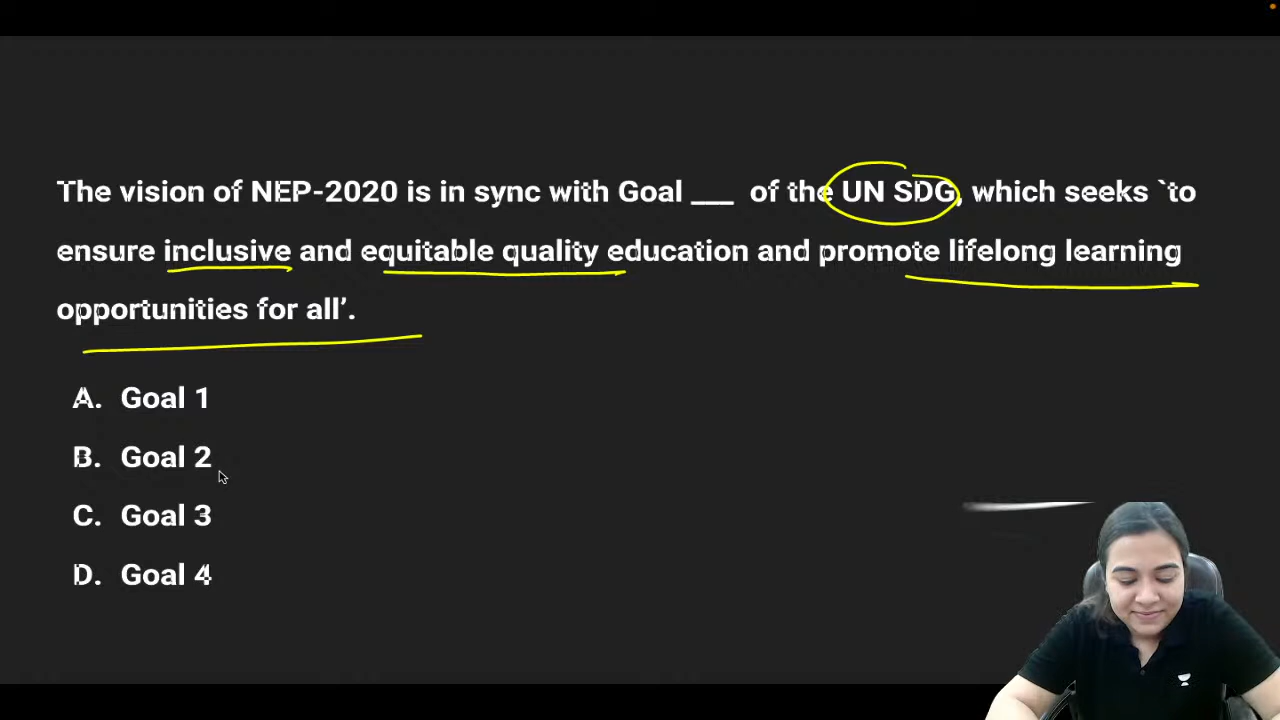 The vision of NEP-2020 is in sync with Goal ___ of the UN SDG, which seeks `to
ensure inclusive and equitable quality education and promote lifelong learning
opportunities for all’.
A. Goal 1
B. Goal 2
C. Goal 3
D. Goal 4